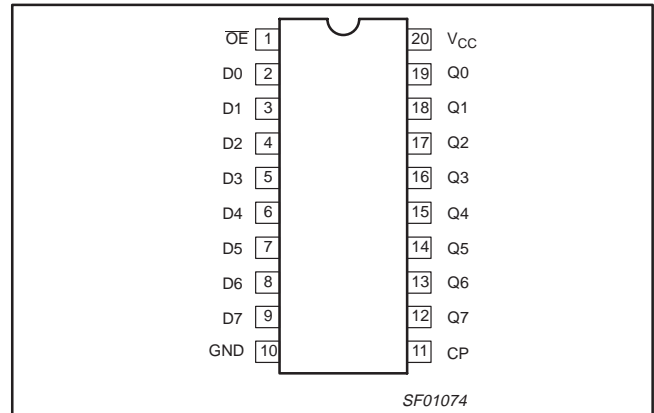 O̅E̅ 1 20 VCC
D0 2 19 Q0
D1 3 18 Q1
D2 4 17 Q2
D3 5 16 Q3
D4 6 15 Q4
D5 7 14 Q5
D6 8 13 Q6
D7 9 12 Q7
GND 10 11 CP
SF01074